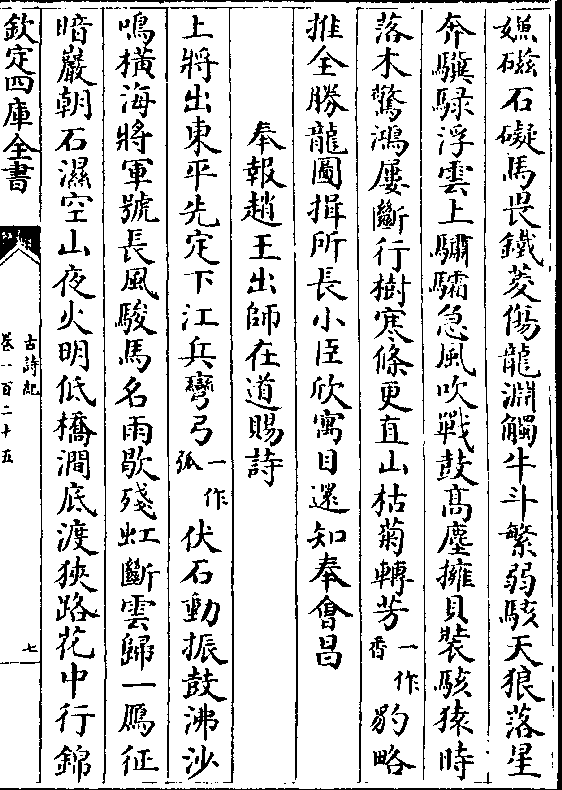 嫌磁石礙馬畏鐵菱傷龍淵觸牛斗繁弱駭天狼落星
奔驥騄浮雲上驌驦急風吹戰鼓髙塵擁貝裝駭猿時
落木驚鴻屢斷行樹寒條更直山枯菊轉芳一作香豹略
推全勝龍圖揖所長小臣欣寓目還知奉會昌
奉報趙王出師在道賜詩
上將出東平先定下江兵彎弓一作弧伏石動振鼓沸沙
鳴橫海將軍號長風駿馬名雨歇殘虹斷雲歸一鴈征
暗巖朝石濕空山夜火明低橋澗底渡狹路花中行錦
欽定四庫全書
古詩紀
卷一百二十五
七